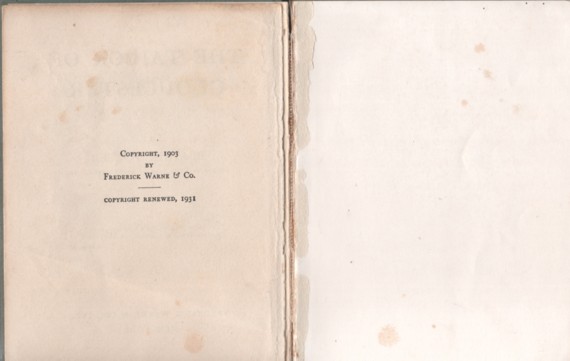 Copyright, 1903
BY
Frederick Warne & Co.
COPYRIGHT RENEWED, 1931